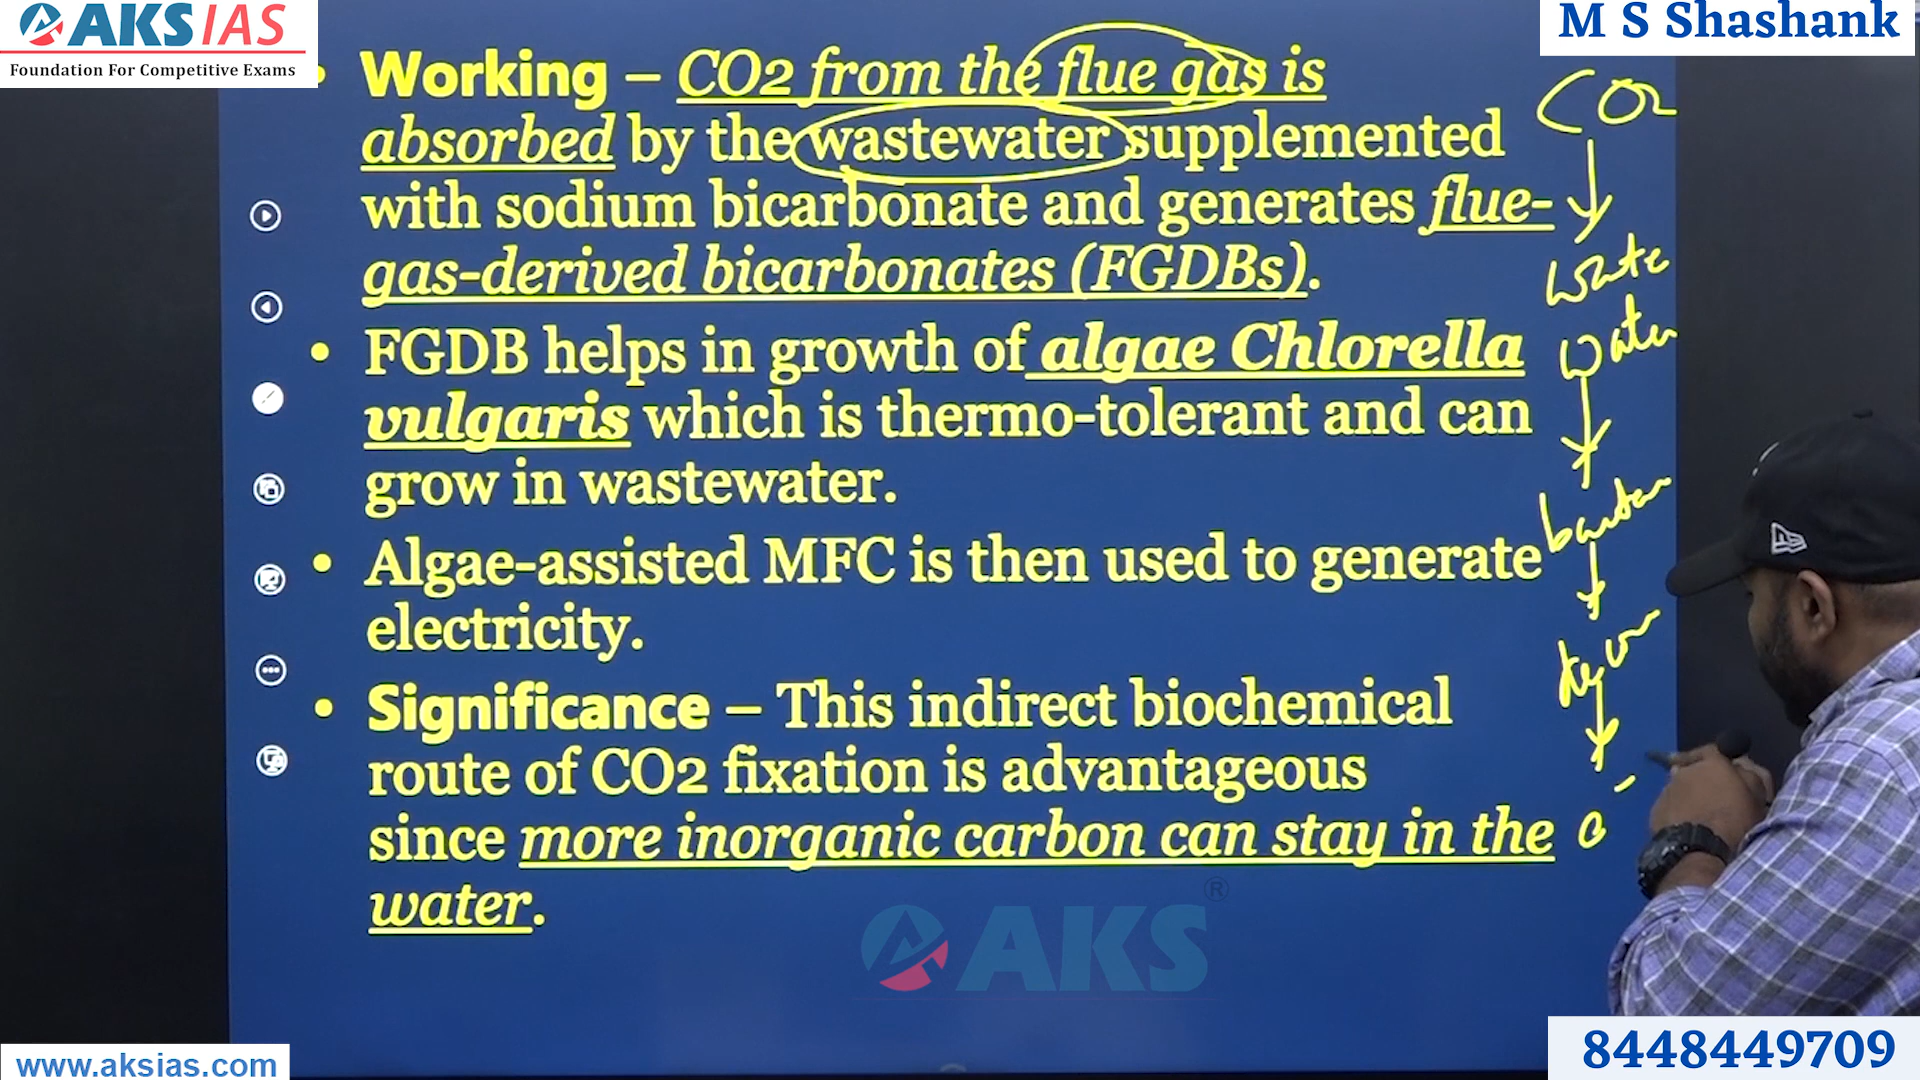 AKS IAS
Foundation For Competitive Exams
M S Shashank
• Working – CO2 from the flue gas is
absorbed by the wastewater supplemented
with sodium bicarbonate and generates flue-
gas-derived bicarbonates (FGDBs).
• FGDB helps in growth of algae Chlorella
vulgaris which is thermo-tolerant and can
grow in wastewater.
• Algae-assisted MFC is then used to generate
electricity.
• Significance – This indirect biochemical
route of CO2 fixation is advantageous
since more inorganic carbon can stay in the
water.
CO2
water
AKS®
www.aksias.com
8448449709